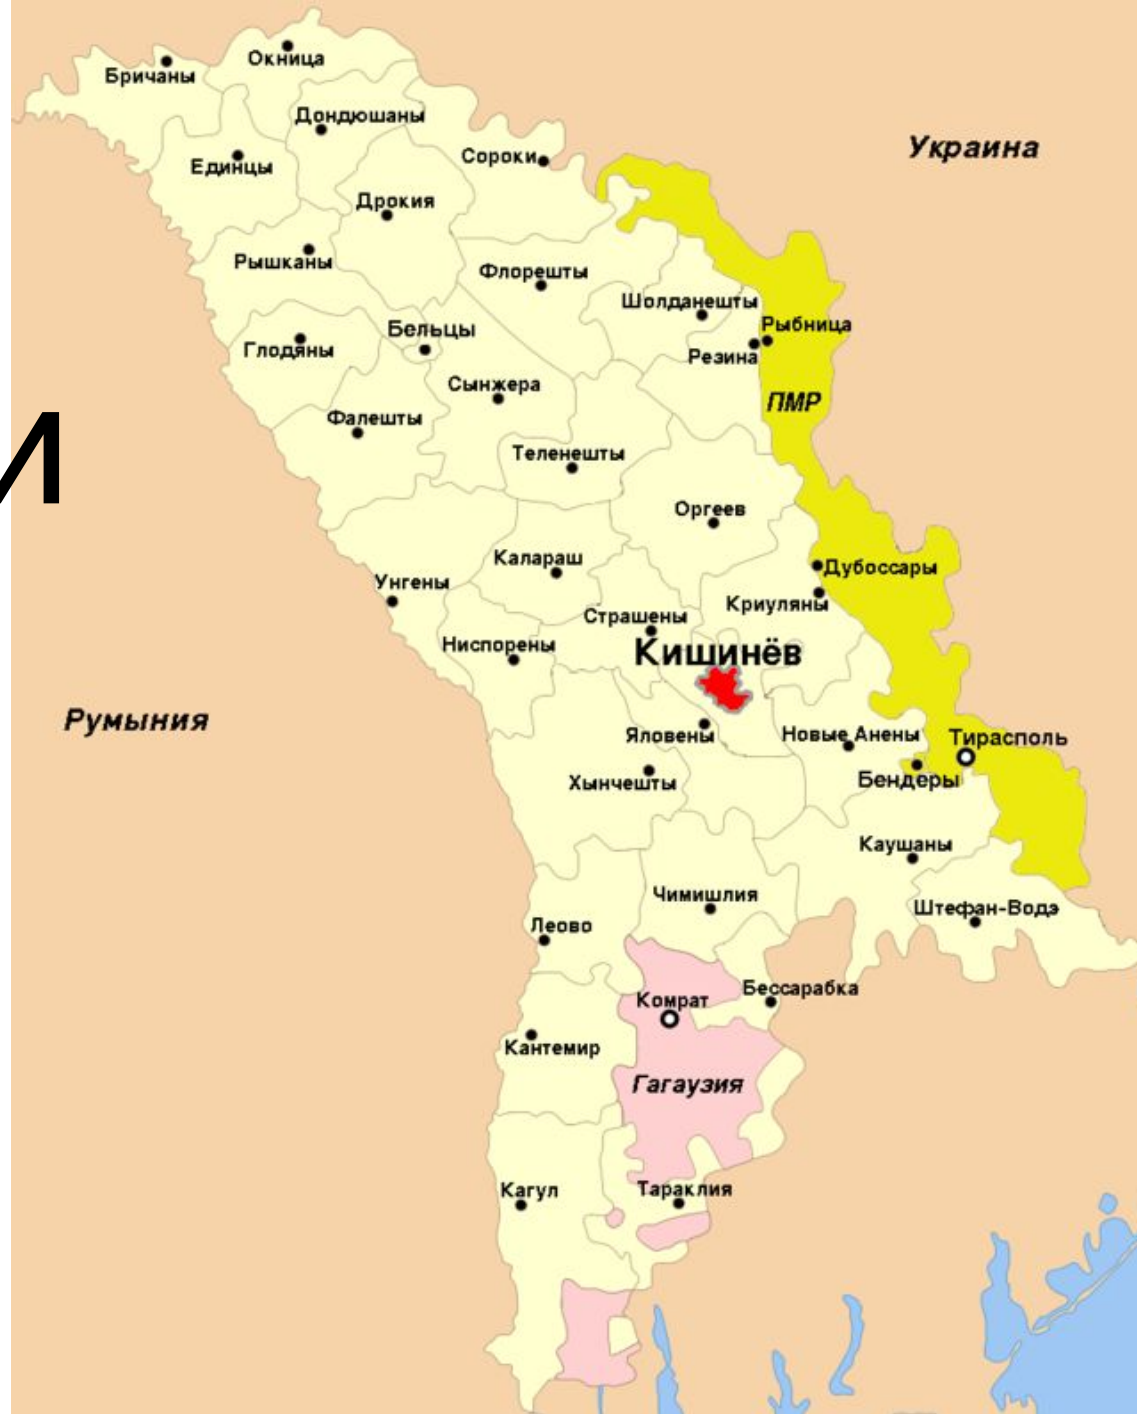 Окница
Бричаны
Дондюшаны
Украина
Сороки
Единцы
Дрокия
Рышканы
Флорешты
Шолданешты
Рыбница
Бельцы
Глодяны
Резина
Сынжера
ПМР
Фалешты
и
Теленешты
Оргеев
Калараш
Дубоссары
Унгены
Криуляны
Страшены
Ниспорены
Кишинёв
Румыния
Яловены
Новые Анены
Тирасполь
Хынчешты
Бендеры
Каушаны
Чимишлия
Штефан-Водэ
Леово
Бессарабка
Комрат
Кантемир
Гагаузия
Кагул
Тараклия